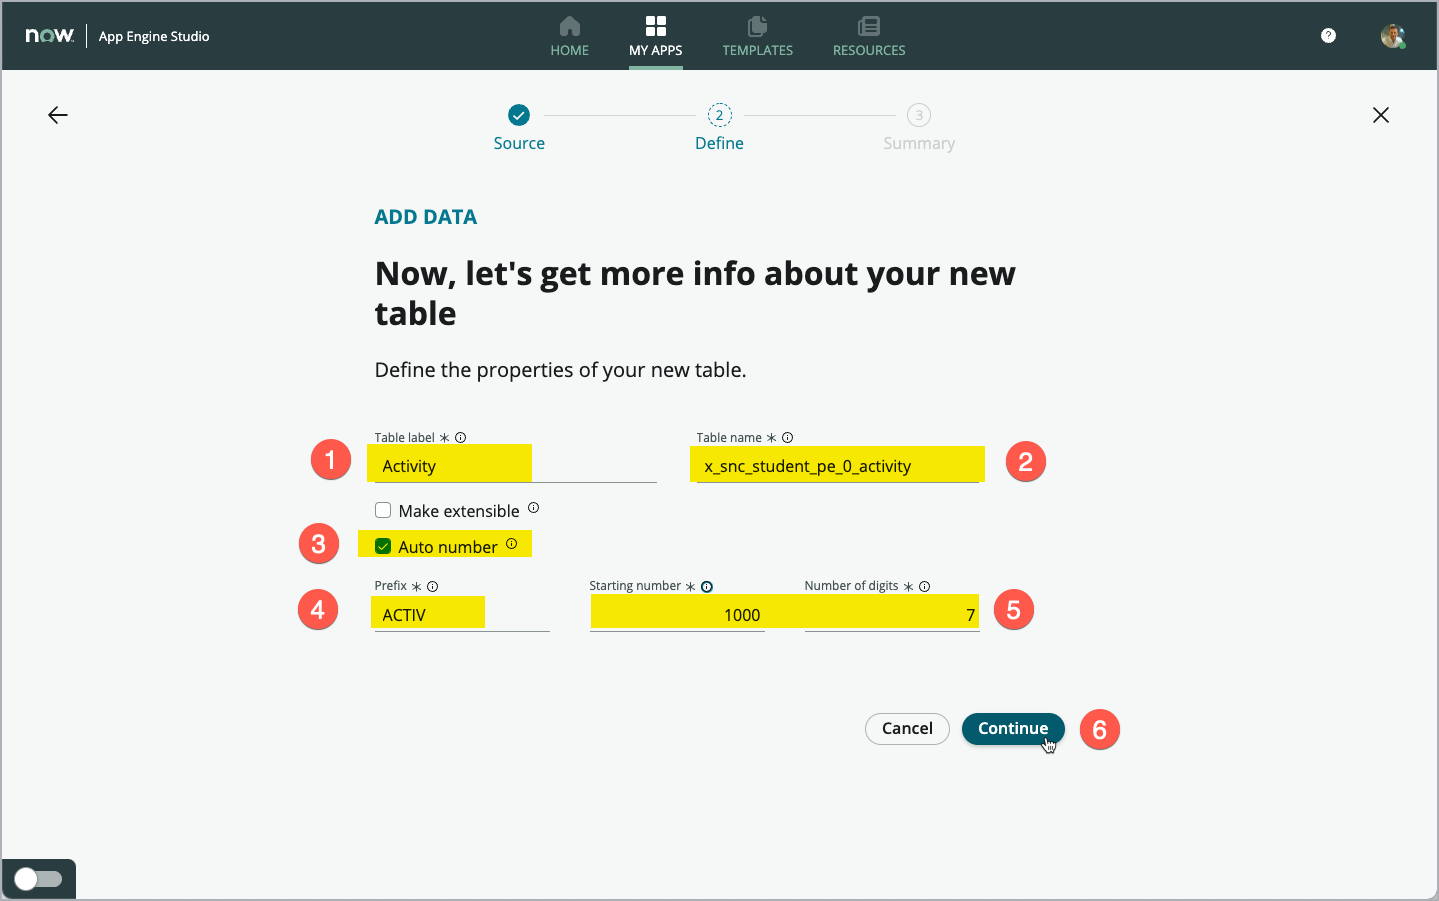 now. App Engine Studio
HOME
MY APPS
TEMPLATES
RESOURCES
?
2
3
Source
Define
Summary
ADD DATA
Now, let's get more info about your new
table
Define the properties of your new table.
Table label *
Table name *
1
Activity
x_snc_student_pe_0_activity
2
Make extensible
3
Auto number
Prefix *
Starting number *
Number of digits *
4
ACTIV
1000
7
5
Cancel
Continue
6